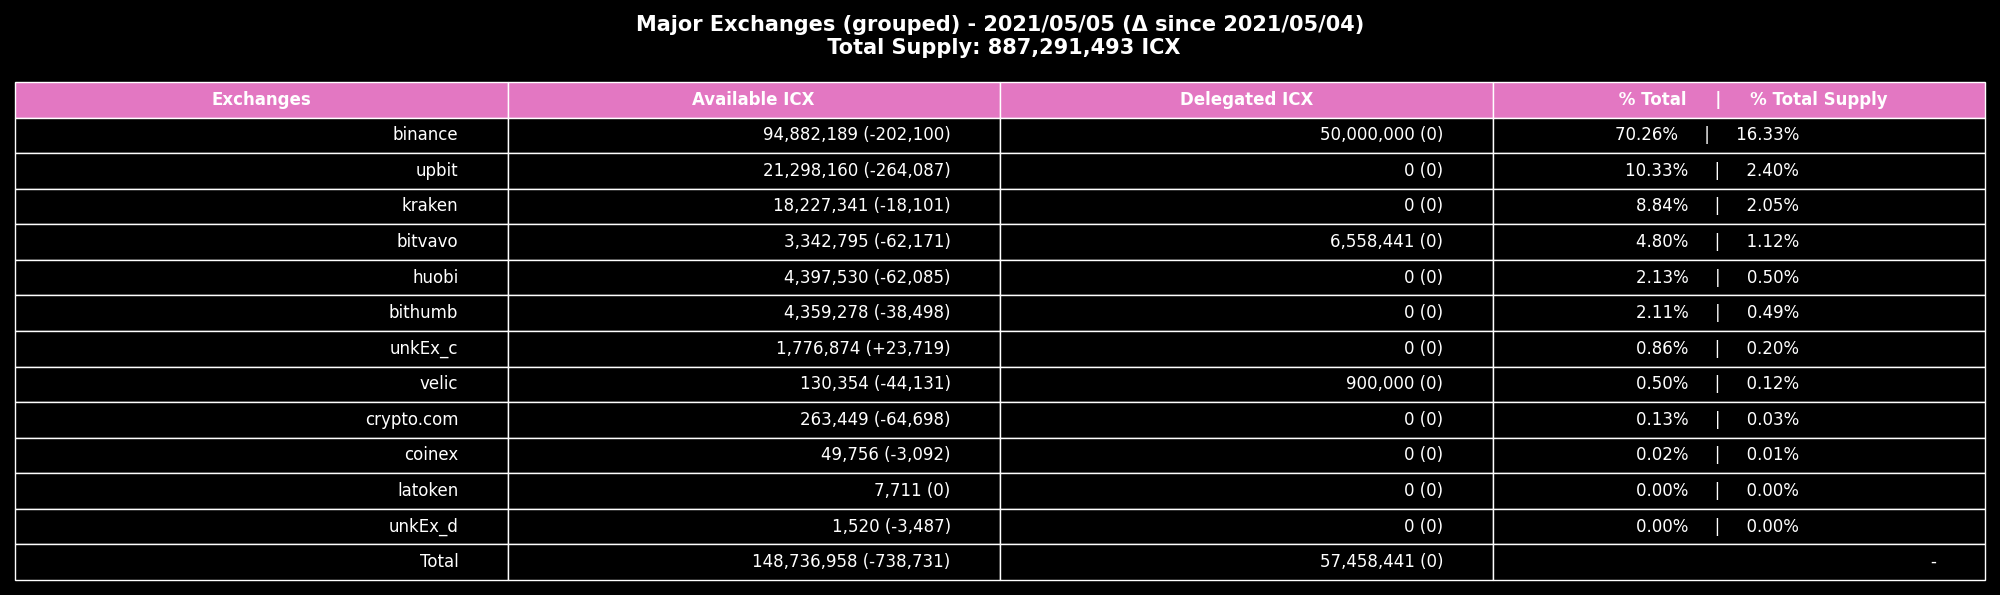 Major Exchanges (grouped) - 2021/05/05 (Δ since 2021/05/04)
Total Supply: 887,291,493 ICX
Exchanges Available ICX Delegated ICX % Total | % Total Supply
binance 94,882,189 (-202,100) 50,000,000 (0) 70.26% | 16.33%
upbit 21,298,160 (-264,087) 0 (0) 10.33% | 2.40%
kraken 18,227,341 (-18,101) 0 (0) 8.84% | 2.05%
bitvavo 3,342,795 (-62,171) 6,558,441 (0) 4.80% | 1.12%
huobi 4,397,530 (-62,085) 0 (0) 2.13% | 0.50%
bithumb 4,359,278 (-38,498) 0 (0) 2.11% | 0.49%
unkEx_c 1,776,874 (+23,719) 0 (0) 0.86% | 0.20%
velic 130,354 (-44,131) 900,000 (0) 0.50% | 0.12%
crypto.com 263,449 (-64,698) 0 (0) 0.13% | 0.03%
coinex 49,756 (-3,092) 0 (0) 0.02% | 0.01%
latoken 7,711 (0) 0 (0) 0.00% | 0.00%
unkEx_d 1,520 (-3,487) 0 (0) 0.00% | 0.00%
Total 148,736,958 (-738,731) 57,458,441 (0) -